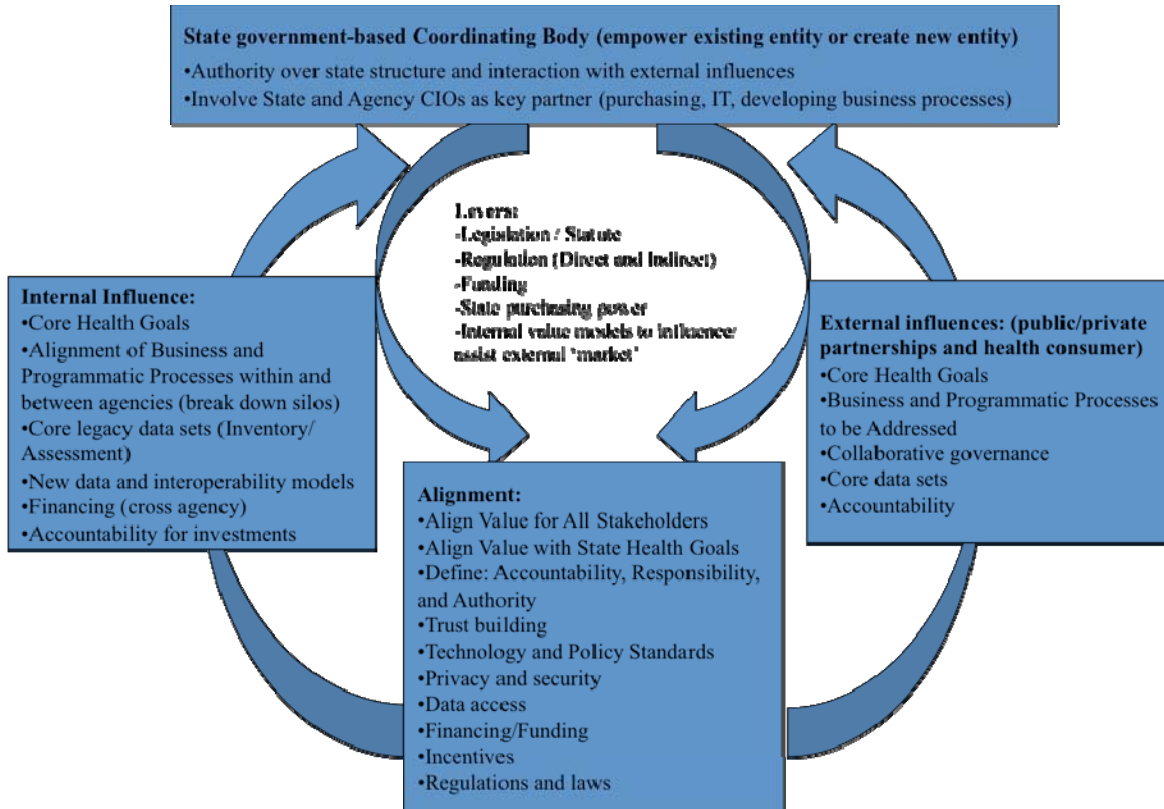 State government-based Coordinating Body (empower existing entity or create new entity)
•Authority over state structure and interaction with external influences
•Involve State and Agency CIOs as key partner (purchasing, IT, developing business processes)
Levers:
-Legislation / Statute
-Regulation (Direct and Indirect)
-Funding
-State purchasing power
-Internal value models to influence/
assist external ‘market’
Internal Influence:
•Core Health Goals
•Alignment of Business and
Programmatic Processes within and
between agencies (break down silos)
•Core legacy data sets (Inventory/
Assessment)
•New data and interoperability models
•Financing (cross agency)
•Accountability for investments
External influences: (public/private
partnerships and health consumer)
•Core Health Goals
•Business and Programmatic Processes
to be Addressed
•Collaborative governance
•Core data sets
•Accountability
Alignment:
•Align Value for All Stakeholders
•Align Value with State Health Goals
•Define: Accountability, Responsibility,
and Authority
•Trust building
•Technology and Policy Standards
•Privacy and security
•Data access
•Financing/Funding
•Incentives
•Regulations and laws